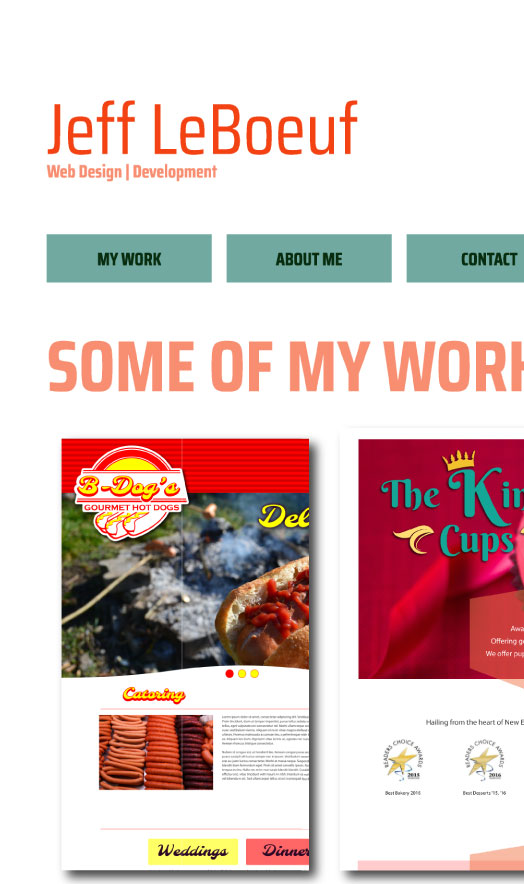 Jeff LeBoeuf
Web Design | Development
MY WORK
ABOUT ME
CONTACT
SOME OF MY WORK
B-Dog's
GOURMET HOT DOGS
Del
Catering
Weddings
Dinner
The Kin
Cups
Awa
Offering g
We offer pup
Hailing from the heart of New E
READERS CHOICE AWARDS
2015
Best Bakery 2015
READERS CHOICE AWARDS
2016
Best Desserts '15, '16